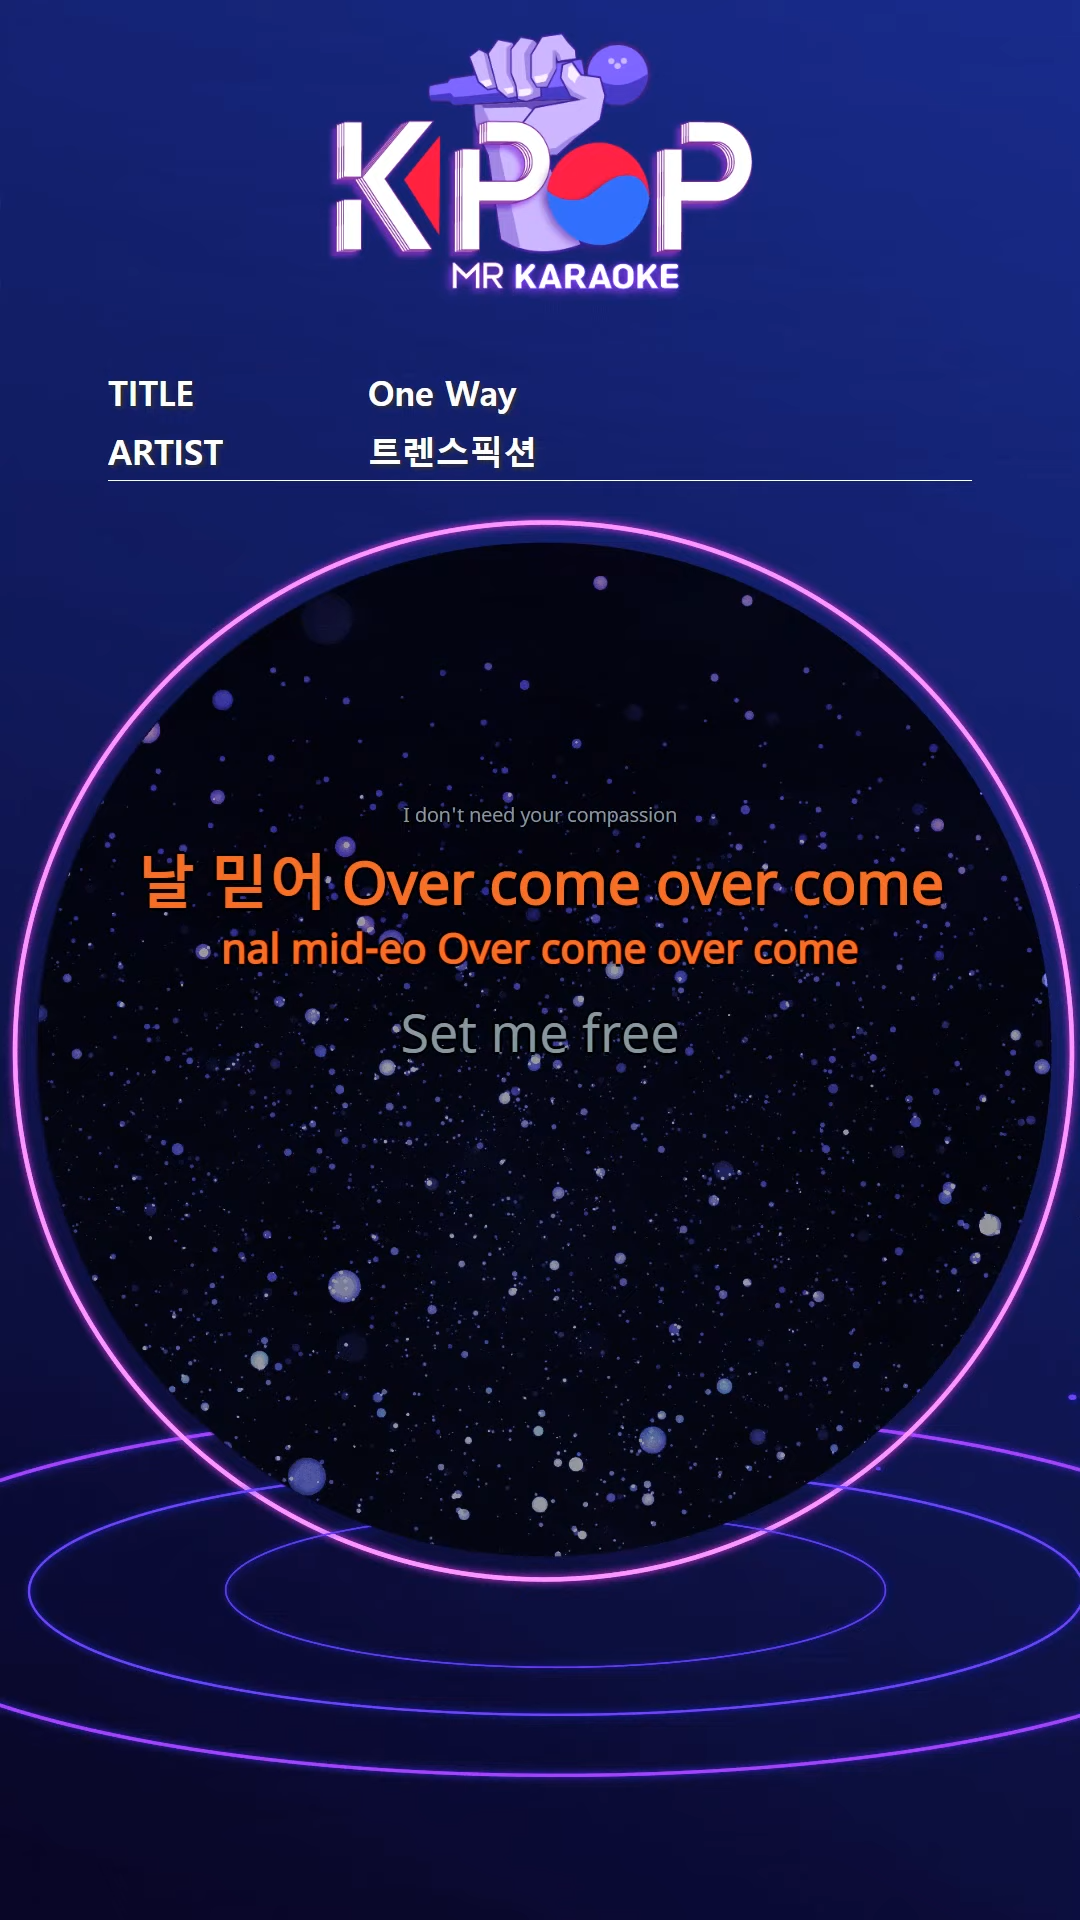 KPOP
MR KARAOKE
TITLE One Way
ARTIST 트렌스픽션
I don't need your compassion
날 믿어 Over come over come
nal mid-eo Over come over come
Set me free